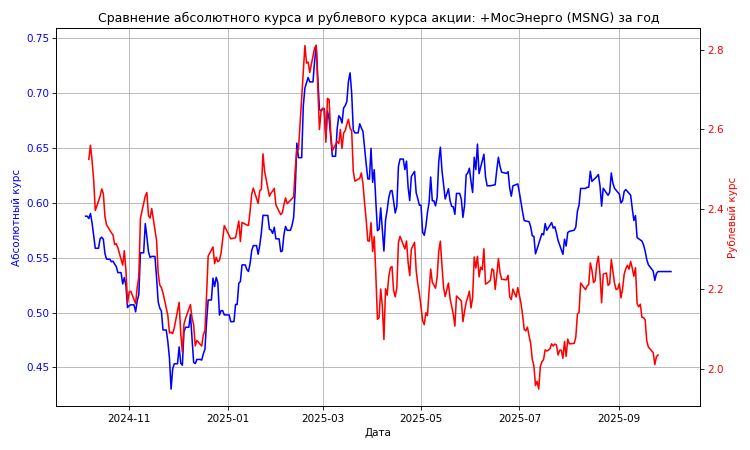 Сравнение абсолютного курса и рублевого курса акции: +МосЭнерго (MSNG) за год
0.75
0.70
0.65
0.60
0.55
0.50
0.45
Абсолютный курс
2.8
2.6
2.4
2.2
2.0
Рублевый курс
2024-11 2025-01 2025-03 2025-05 2025-07 2025-09
Дата